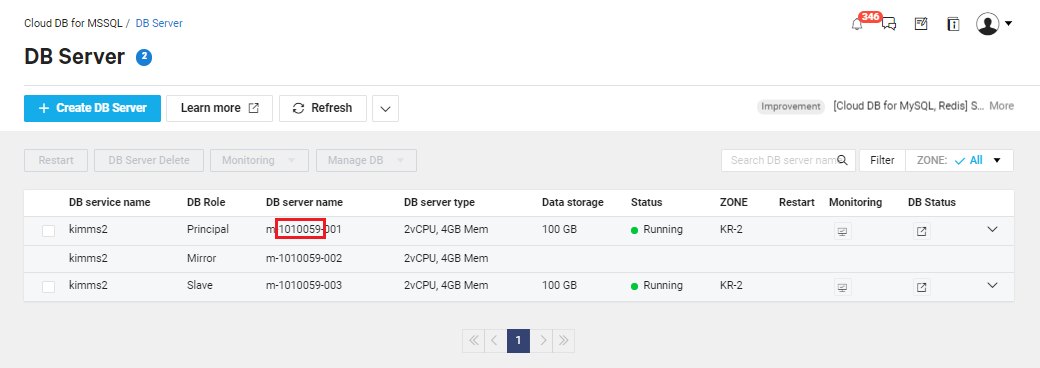 Cloud DB for MSSQL / DB Server
346
DB Server 2
+ Create DB Server Learn more Refresh
Improvement [Cloud DB for MySQL, Redis] S... More
Restart DB Server Delete Monitoring Manage DB
Search DB server name Filter ZONE: All
DB service name DB Role DB server name DB server type Data storage Status ZONE Restart Monitoring DB Status
kimms2 Principal m-1010059-001 2vCPU, 4GB Mem 100 GB Running KR-2
kimms2 Mirror m-1010059-002 2vCPU, 4GB Mem
kimms2 Slave m-1010059-003 2vCPU, 4GB Mem 100 GB Running KR-2
1